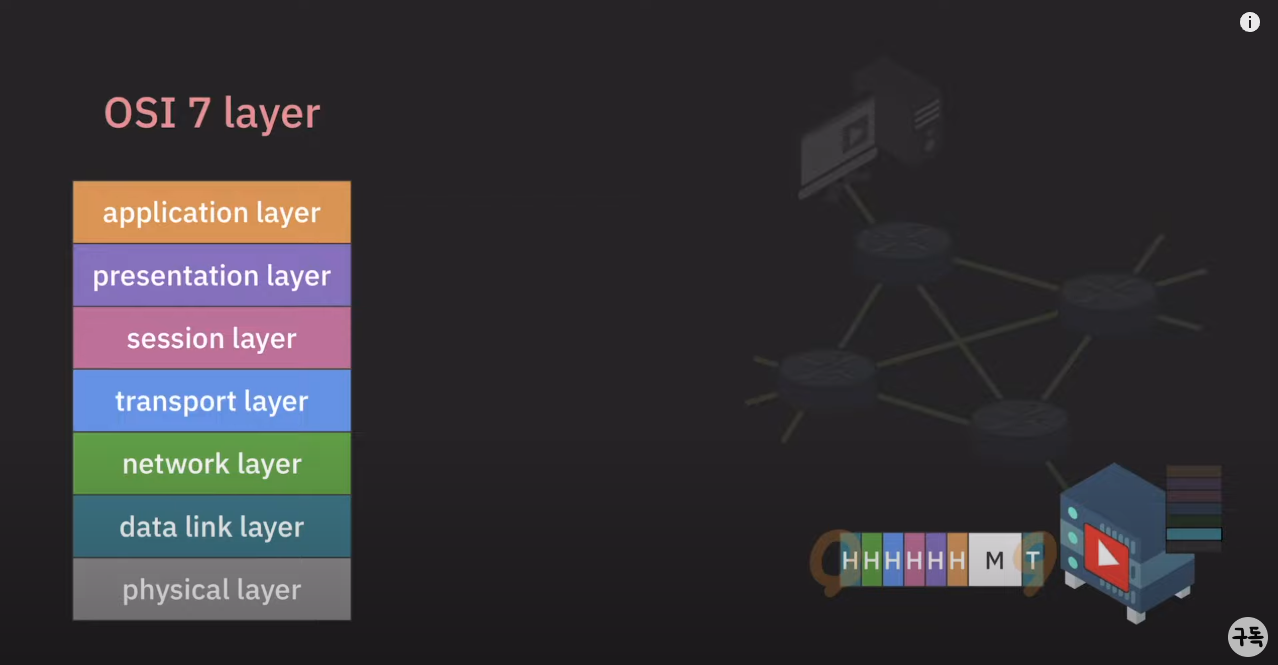 i
OSI 7 layer
application layer
presentation layer
session layer
transport layer
network layer
data link layer
physical layer
H H H H H H M T
구독